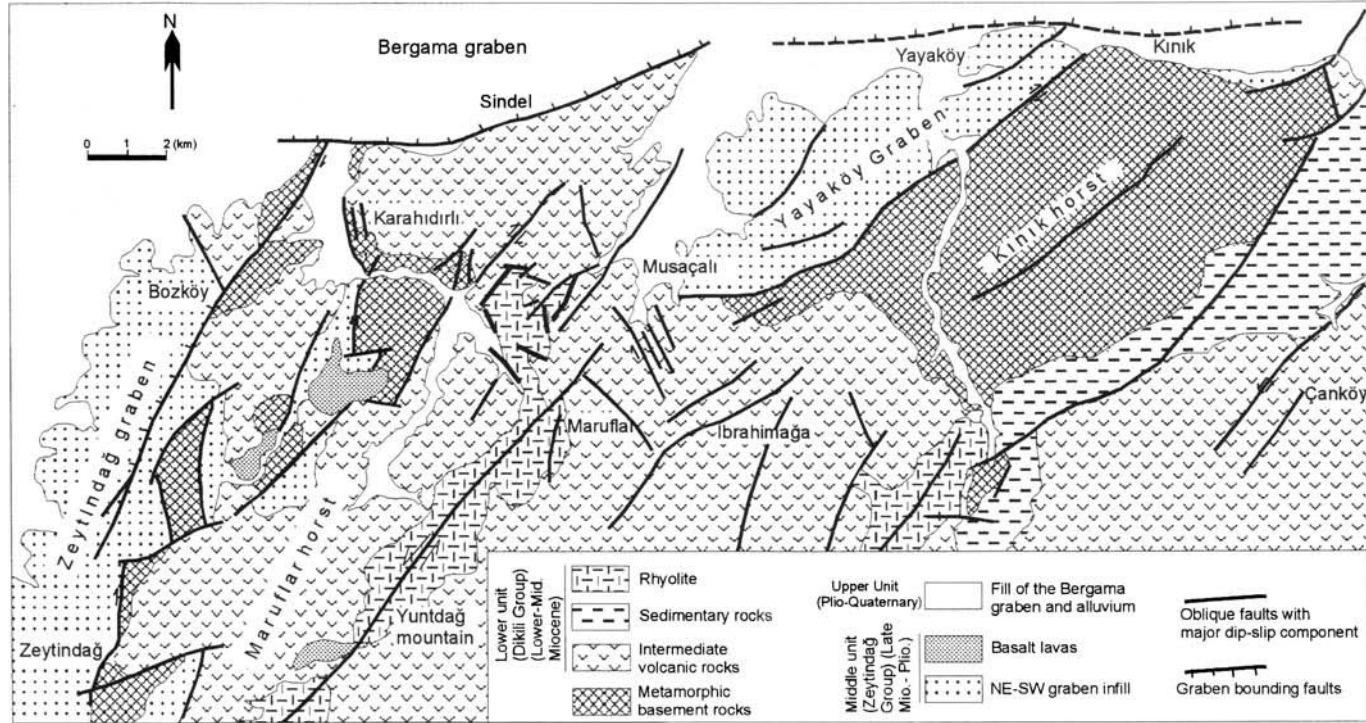 N
Bergama graben
Sindel
0 1 2 (km)
Yayaköy
Kınık
Yayaköy Graben
Kınık horst
Karahıdırlı
Musaçalı
Bozköy
Zeytindağ graben
Maruflar
Ibrahimağa
Çanköy
Maruflar horst
Yuntdağ
mountain
Zeytindağ
Lower unit
(Dikili Group)
(Lower-Mid.
Miocene)
Rhyolite
Sedimentary rocks
Intermediate
volcanic rocks
Metamorphic
basement rocks
Upper Unit
(Plio-Quaternary)
Fill of the Bergama
graben and alluvium
Middle unit
(Zeytindağ
Group) (Late
Mio.- Plio.)
Basalt lavas
NE-SW graben infill
Oblique faults with
major dip-slip component
Graben bounding faults